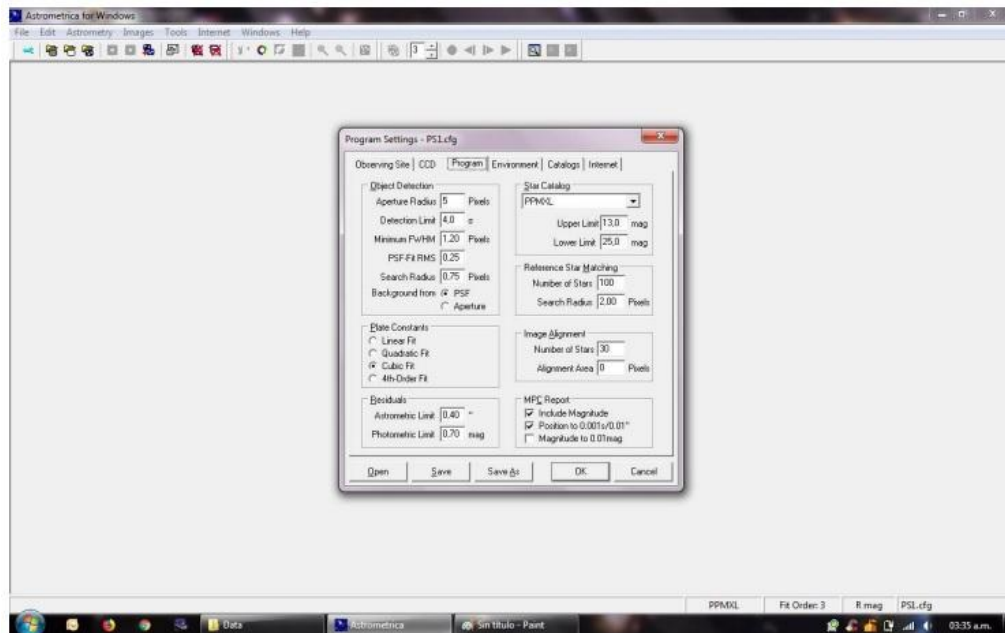 Astrometrica for Windows
File Edit Astrometry Images Tools Internet Windows Help
3
Program Settings - PS1.cfg
Observing Site CCD Program Environment Catalogs Internet
Object Detection
Aperture Radius 5 Pixels
Detection Limit 4,0 σ
Minimum FWHM 1,20 Pixels
PSF-Fit RMS 0,25
Search Radius 0,75 Pixels
Background from PSF
Aperture
Plate Constants
Linear Fit
Quadratic Fit
Cubic Fit
4th-Order Fit
Residuals
Astrometric Limit 0,40 "
Photometric Limit 0,70 mag
Star Catalog
PPMXL
Upper Limit 13,0 mag
Lower Limit 25,0 mag
Reference Star Matching
Number of Stars 100
Search Radius 2,00 Pixels
Image Alignment
Number of Stars 30
Alignment Area 0 Pixels
MPC Report
Include Magnitude
Position to 0.001s/0.01"
Magnitude to 0.01mag
Open Save Save As OK Cancel
PPMXL Fit Order: 3 R mag PS1.cfg
Data Astrometrica Sin título - Paint 03:35 a.m.